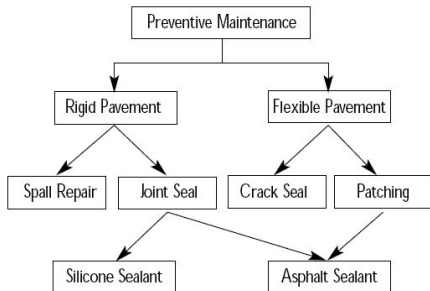 Preventive Maintenance
Rigid Pavement
Flexible Pavement
Spall Repair
Joint Seal
Crack Seal
Patching
Silicone Sealant
Asphalt Sealant